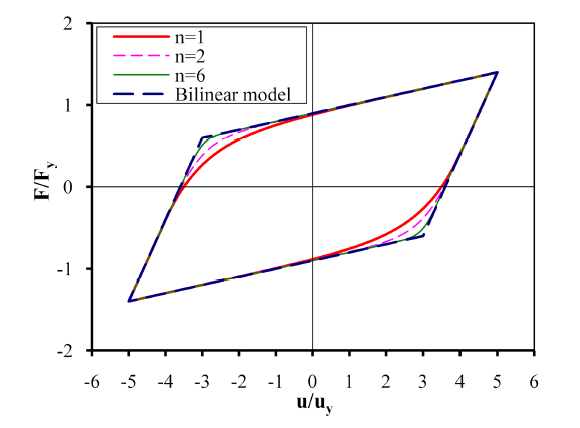 2
n=1
n=2
n=6
Bilinear model
1
0
-1
-2
F/Fy
-6 -5 -4 -3 -2 -1 0 1 2 3 4 5 6
u/uy